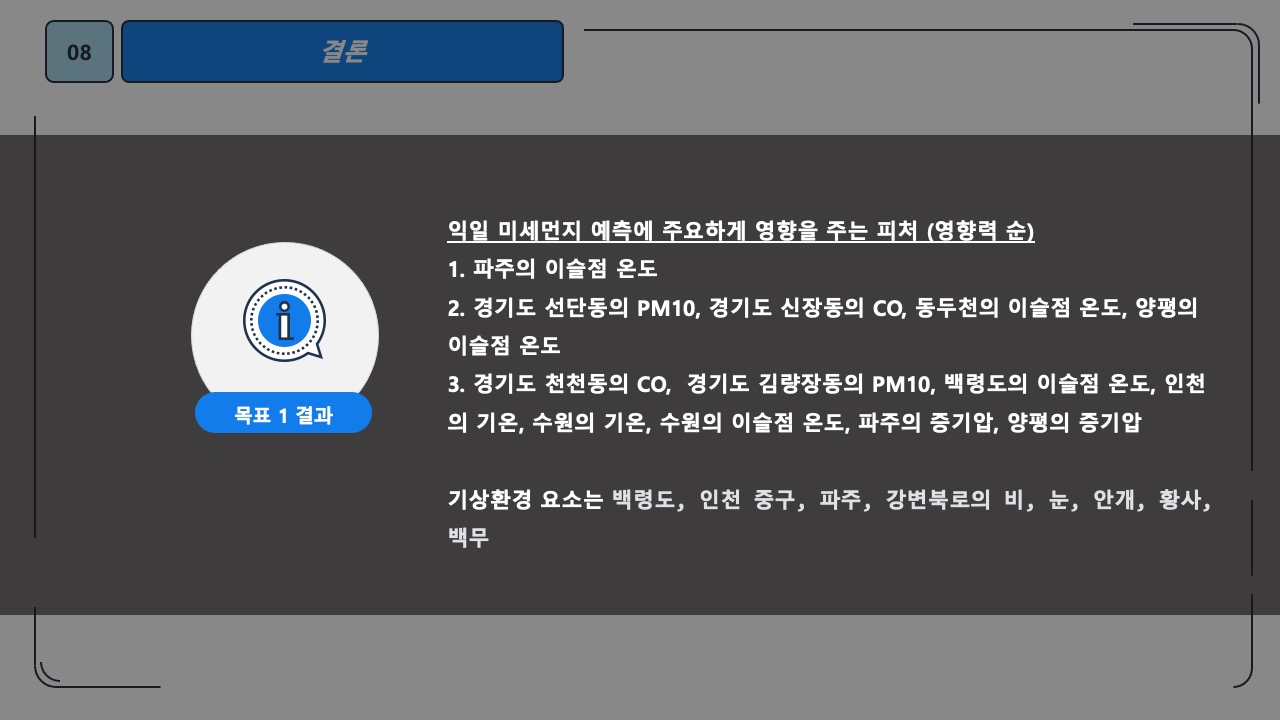 08
결론
익일 미세먼지 예측에 주요하게 영향을 주는 피처 (영향력 순)
1. 파주의 이슬점 온도
2. 경기도 선단동의 PM10, 경기도 신장동의 CO, 동두천의 이슬점 온도, 양평의
이슬점 온도
3. 경기도 천천동의 CO, 경기도 김량장동의 PM10, 백령도의 이슬점 온도, 인천
의 기온, 수원의 기온, 수원의 이슬점 온도, 파주의 증기압, 양평의 증기압
목표 1 결과
기상환경 요소는 백령도, 인천 중구, 파주, 강변북로의 비, 눈, 안개, 황사,
백무